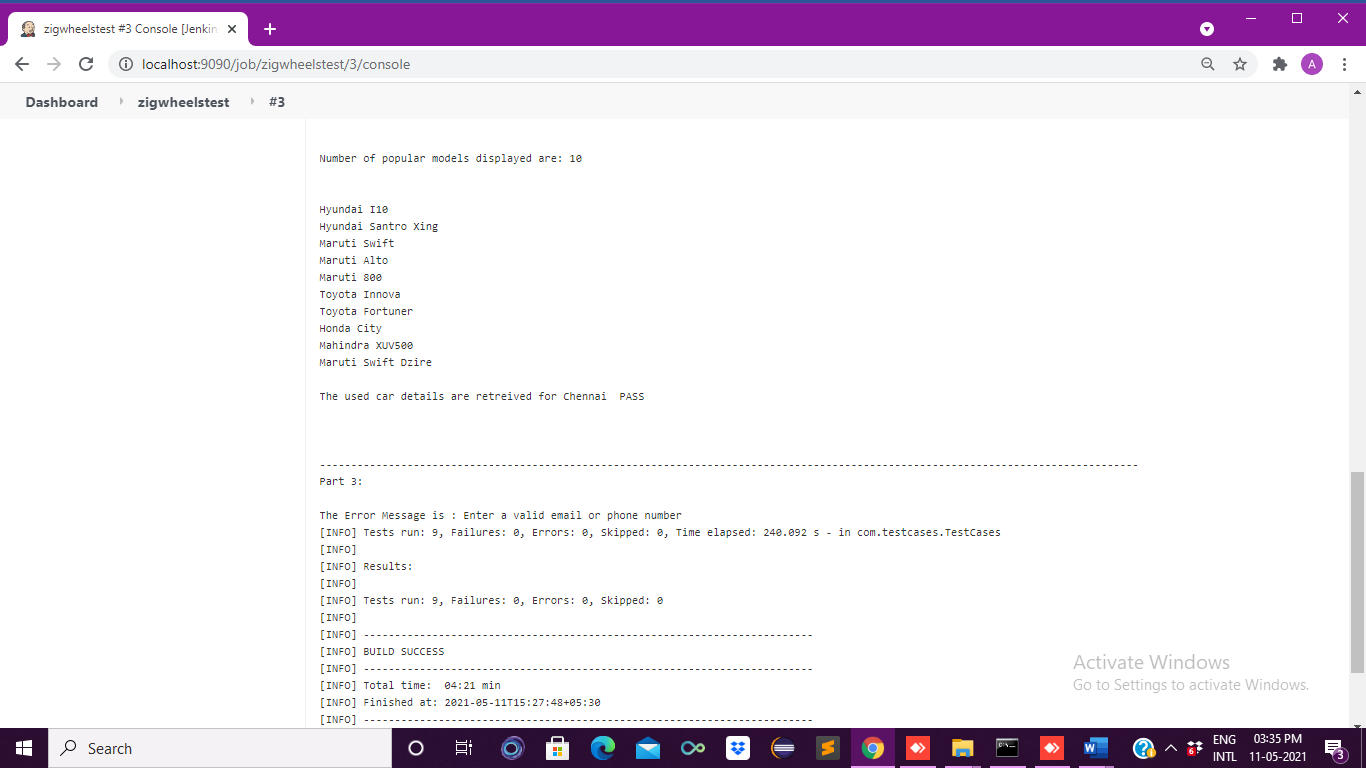 zigwheelstest #3 Console [Jenkin
localhost:9090/job/zigwheelstest/3/console
A
Dashboard
zigwheelstest
#3
Number of popular models displayed are: 10
Hyundai I10
Hyundai Santro Xing
Maruti Swift
Maruti Alto
Maruti 800
Toyota Innova
Toyota Fortuner
Honda City
Mahindra XUV500
Maruti Swift Dzire
The used car details are retreived for Chennai  PASS
------------------------------------------------------------------------------------------------------------------------------------
Part 3:
The Error Message is : Enter a valid email or phone number
[INFO] Tests run: 9, Failures: 0, Errors: 0, Skipped: 0, Time elapsed: 240.092 s - in com.testcases.TestCases
[INFO]
[INFO] Results:
[INFO]
[INFO] Tests run: 9, Failures: 0, Errors: 0, Skipped: 0
[INFO]
[INFO] ------------------------------------------------------------------------
[INFO] BUILD SUCCESS
[INFO] ------------------------------------------------------------------------
[INFO] Total time:  04:21 min
[INFO] Finished at: 2021-05-11T15:27:48+05:30
[INFO] ------------------------------------------------------------------------
Activate Windows
Go to Settings to activate Windows.
Search
ENG
INTL
03:35 PM
11-05-2021
3